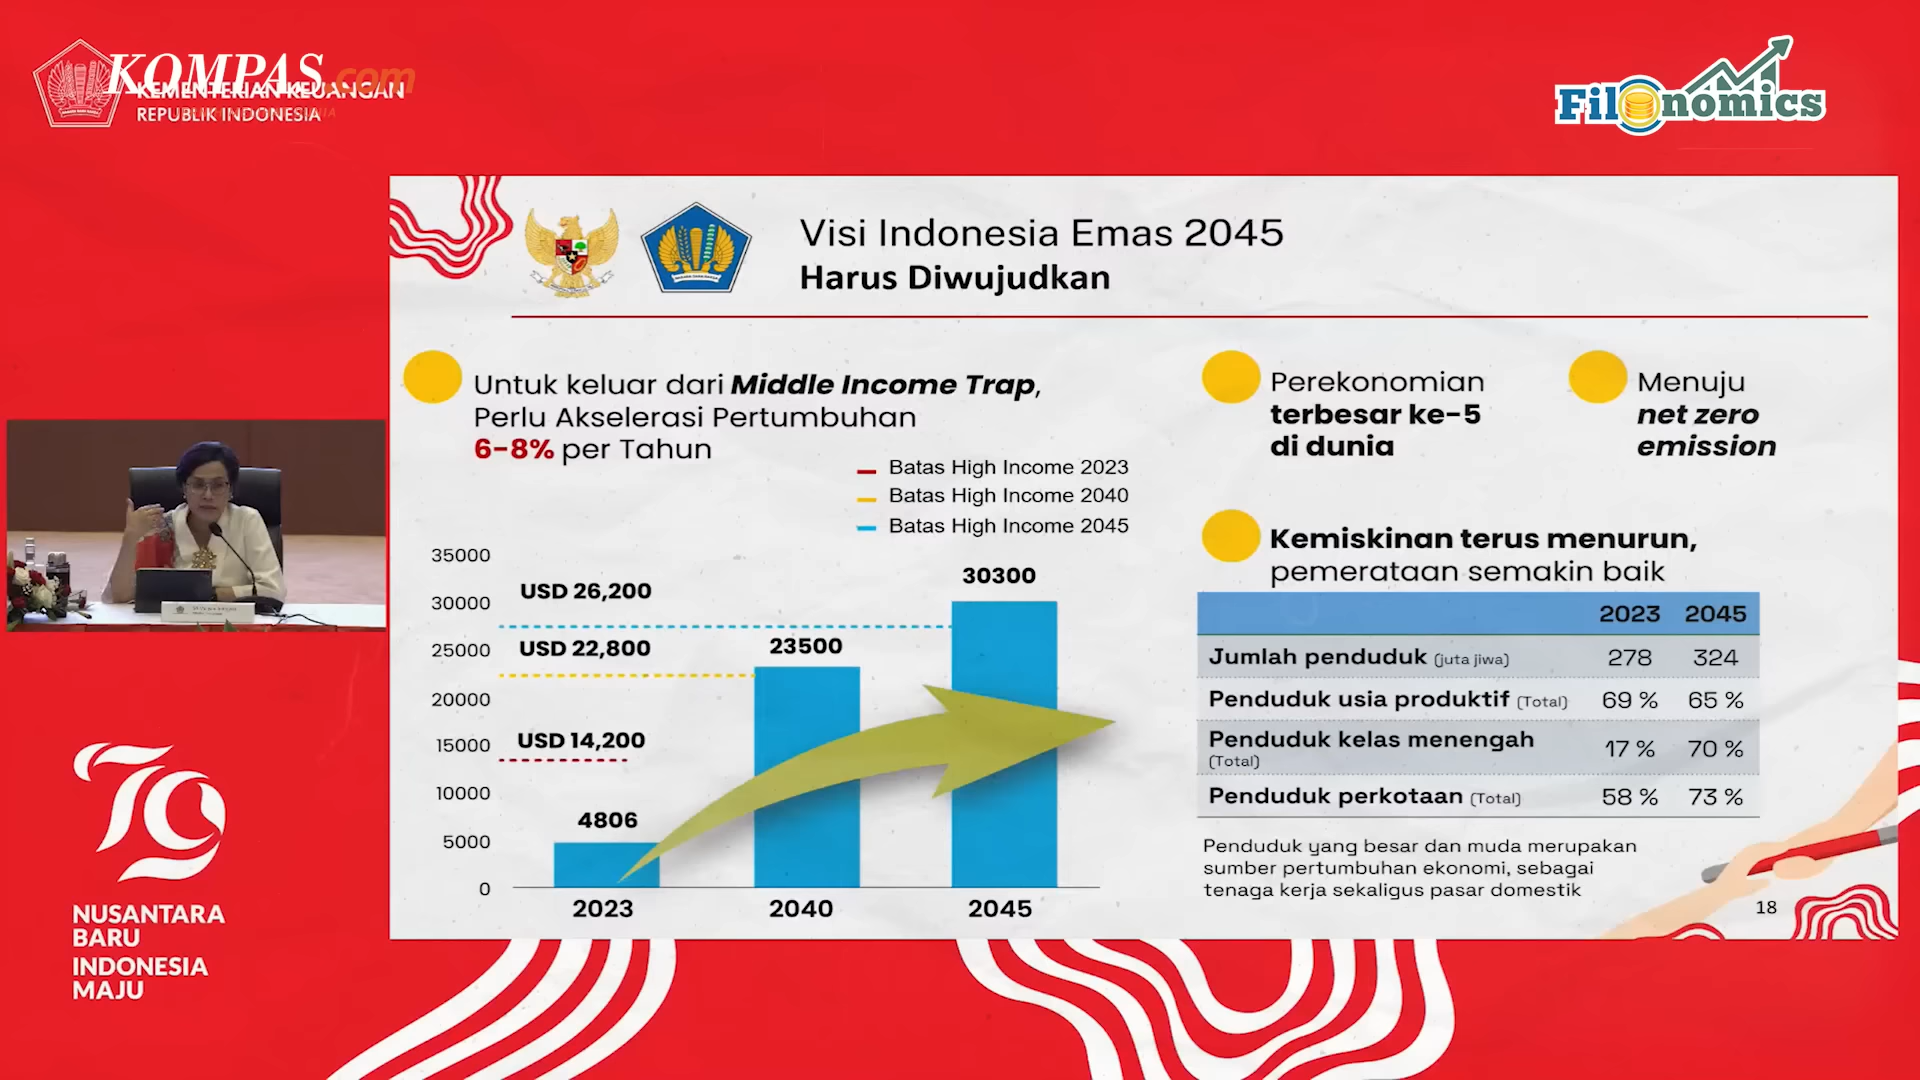 KOMPAS.com
KEMENTERIAN KEUANGAN
REPUBLIK INDONESIA
Filonomics
Visi Indonesia Emas 2045
Harus Diwujudkan
Untuk keluar dari Middle Income Trap,
Perlu Akselerasi Pertumbuhan
6-8% per Tahun
Batas High Income 2023
Batas High Income 2040
Batas High Income 2045
35000
30000
25000
20000
15000
10000
5000
0
USD 26,200
USD 22,800
USD 14,200
4806
23500
30300
2023
2040
2045
Perekonomian
terbesar ke-5
di dunia
Menuju
net zero
emission
Kemiskinan terus menurun,
pemerataan semakin baik
2023 2045
Jumlah penduduk (juta jiwa) 278 324
Penduduk usia produktif (Total) 69 % 65 %
Penduduk kelas menengah 17 % 70 %
(Total)
Penduduk perkotaan (Total) 58 % 73 %
Penduduk yang besar dan muda merupakan
sumber pertumbuhan ekonomi, sebagai
tenaga kerja sekaligus pasar domestik
18
79
NUSANTARA
BARU
INDONESIA
MAJU